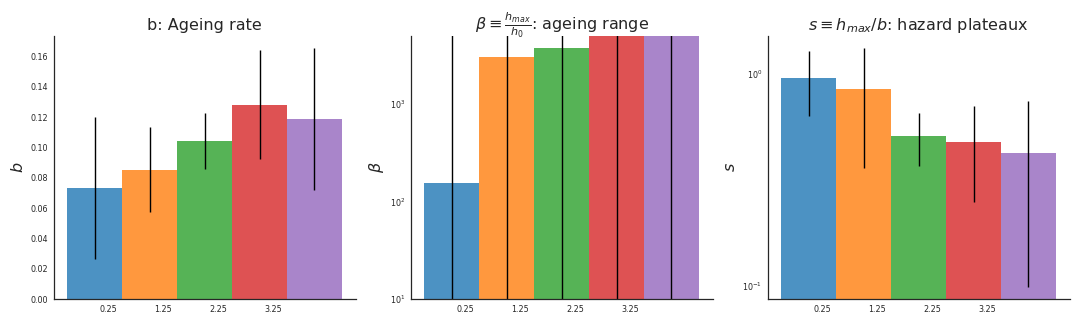 b: Ageing rate
0.16
0.14
0.12
0.10
0.08
0.06
0.04
0.02
0.00
b
0.25 1.25 2.25 3.25
β ≡ h_max/h_0: ageing range
10^3
10^2
10^1
β
0.25 1.25 2.25 3.25
s ≡ h_max/b: hazard plateaux
10^0
10^−1
s
0.25 1.25 2.25 3.25